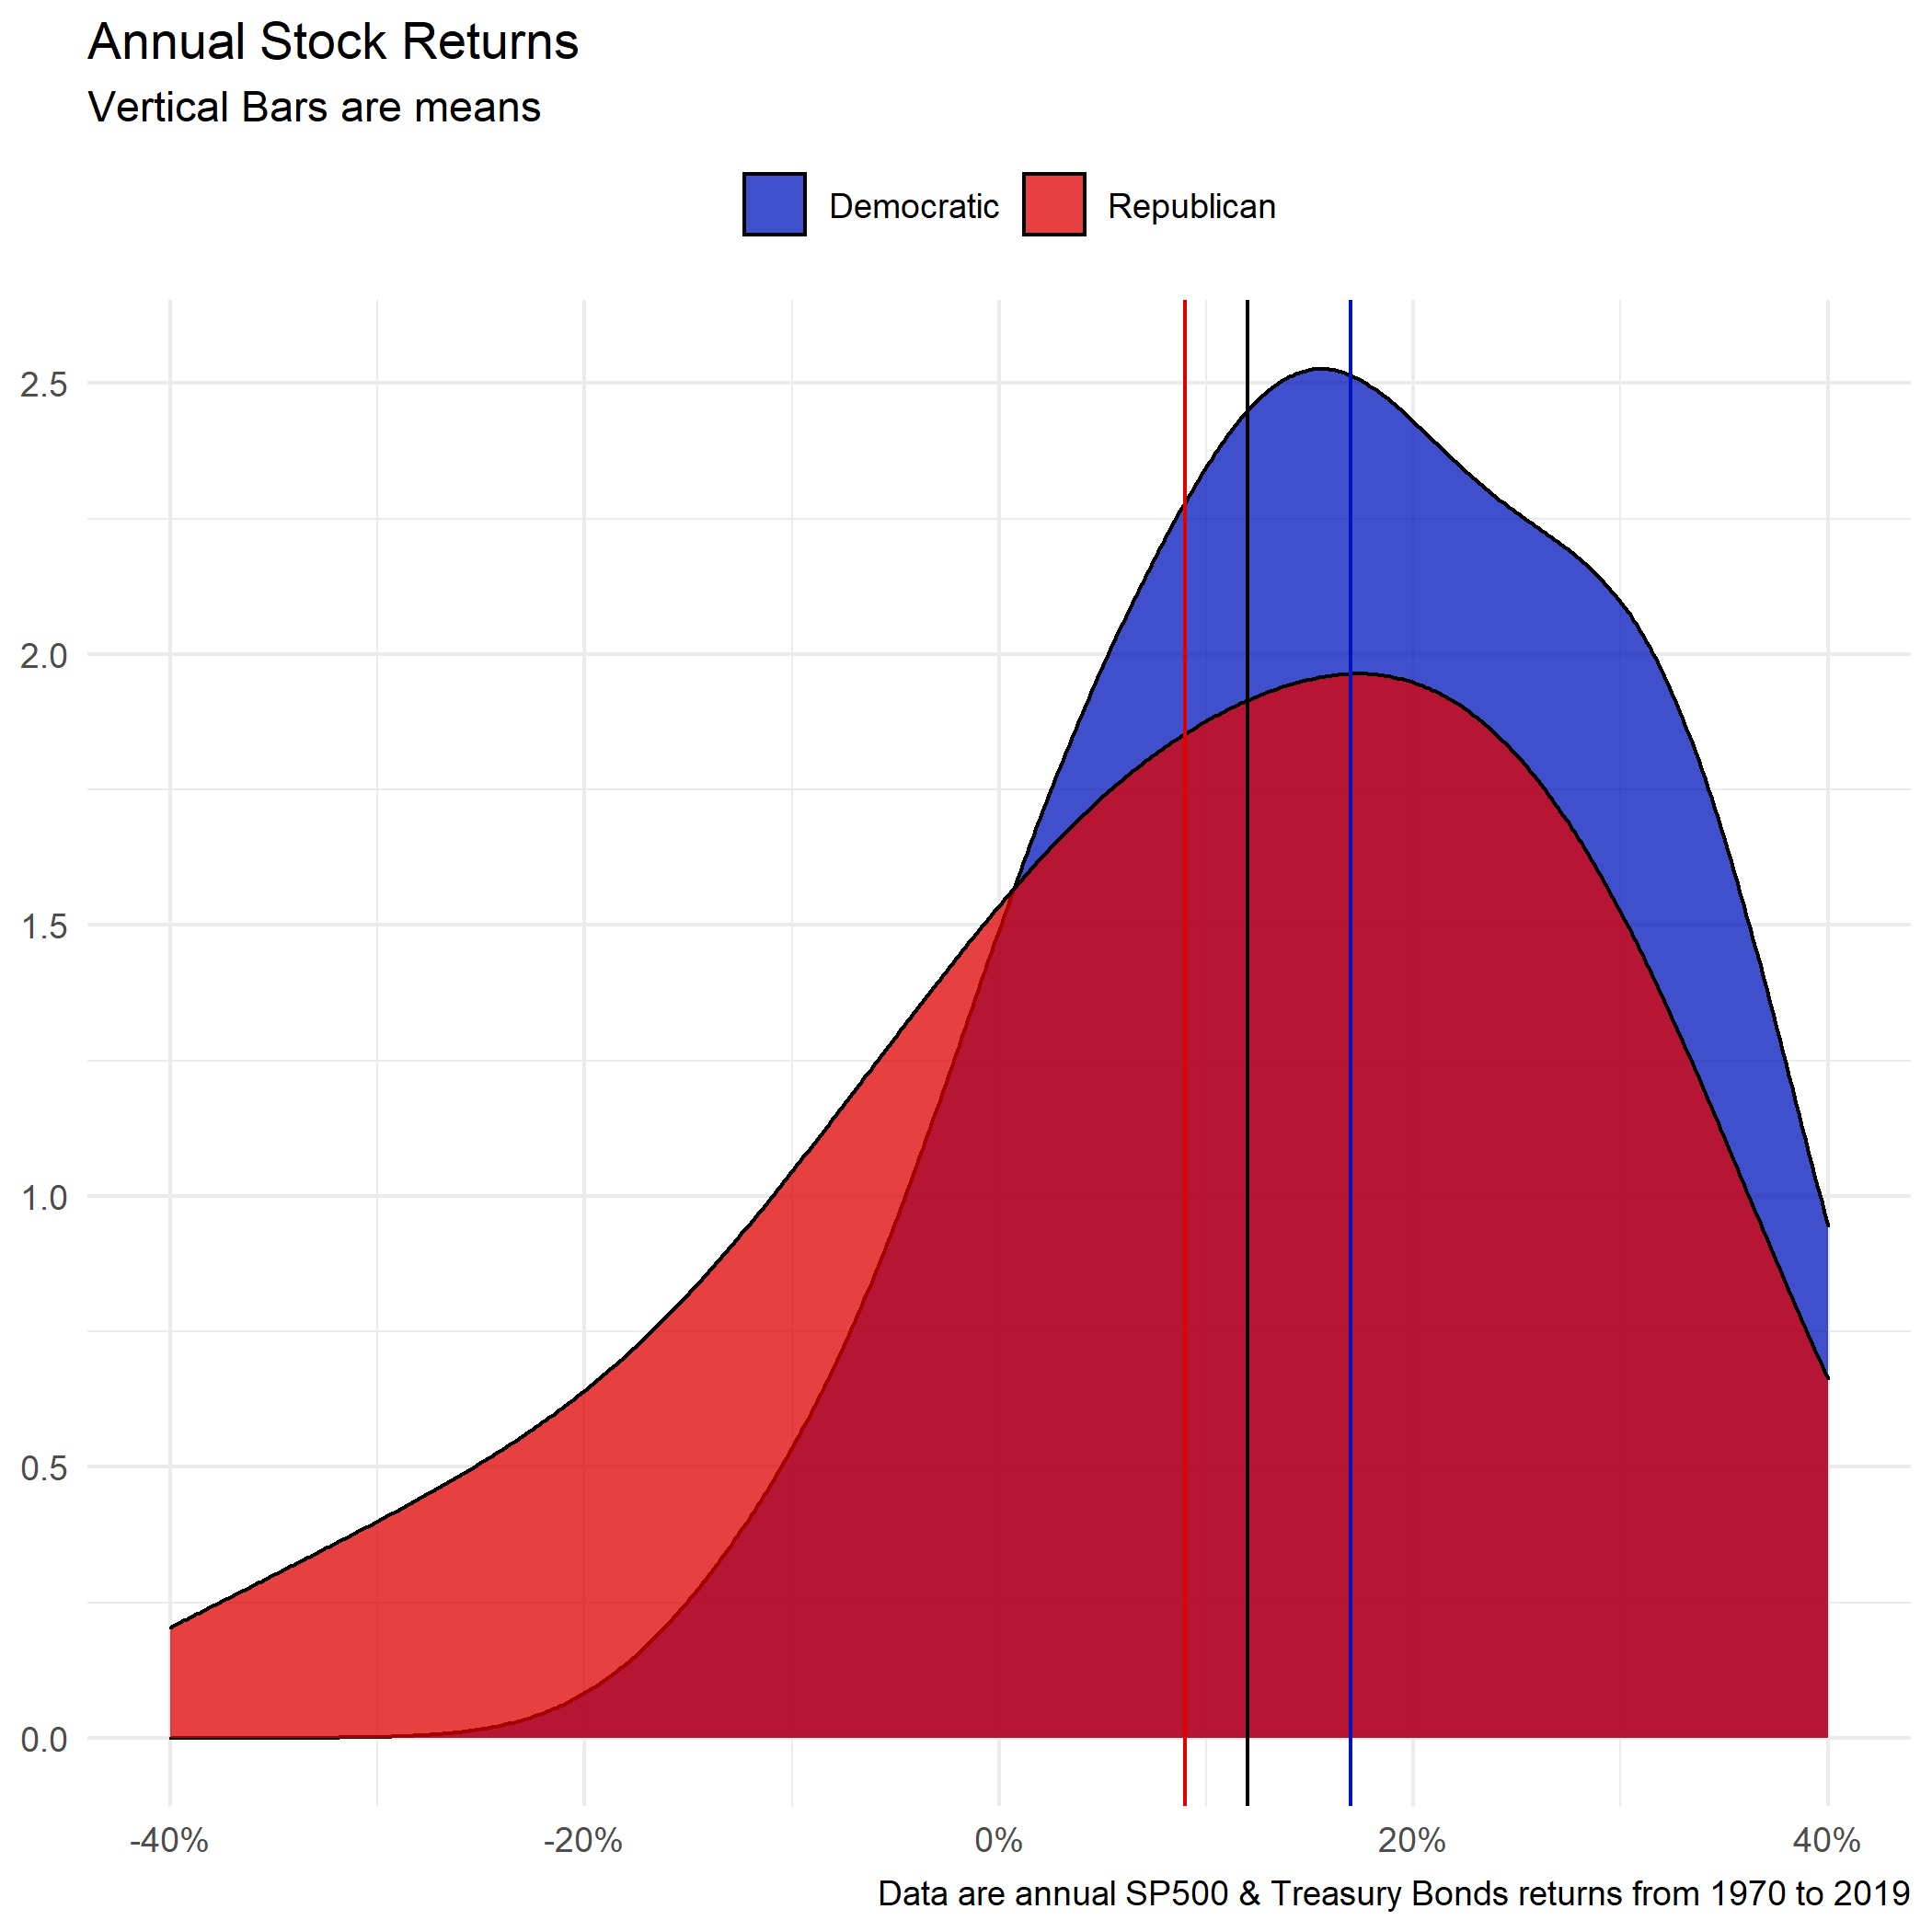 Annual Stock Returns
Vertical Bars are means
Democratic Republican
2.5
2.0
1.5
1.0
0.5
0.0
-40% -20% 0% 20% 40%
Data are annual SP500 & Treasury Bonds returns from 1970 to 2019